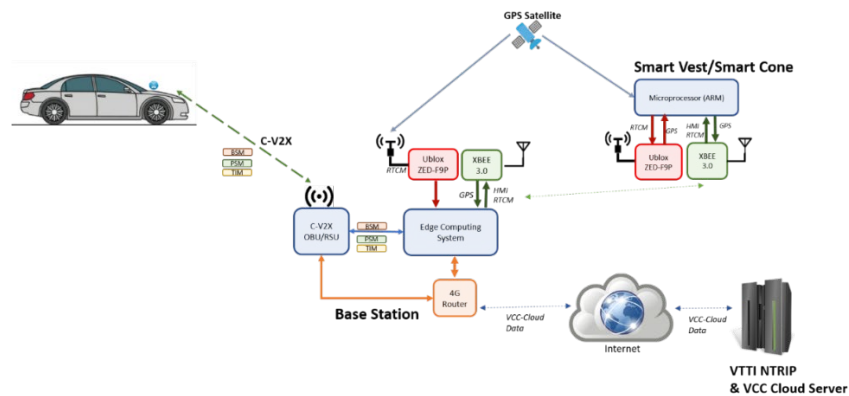 GPS Satellite
Smart Vest/Smart Cone
Microprocessor (ARM)
RTCM
GPS
HMI
RTCM
GPS
Ublox
ZED-F9P
XBEE
3.0
C-V2X
BSM
PSM
TIM
RTCM
Ublox
ZED-F9P
XBEE
3.0
GPS
HMI
RTCM
C-V2X
OBU/RSU
BSM
PSM
TIM
Edge Computing
System
4G
Router
Base Station
VCC-Cloud
Data
Internet
VCC-Cloud
Data
VTTI NTRIP
& VCC Cloud Server